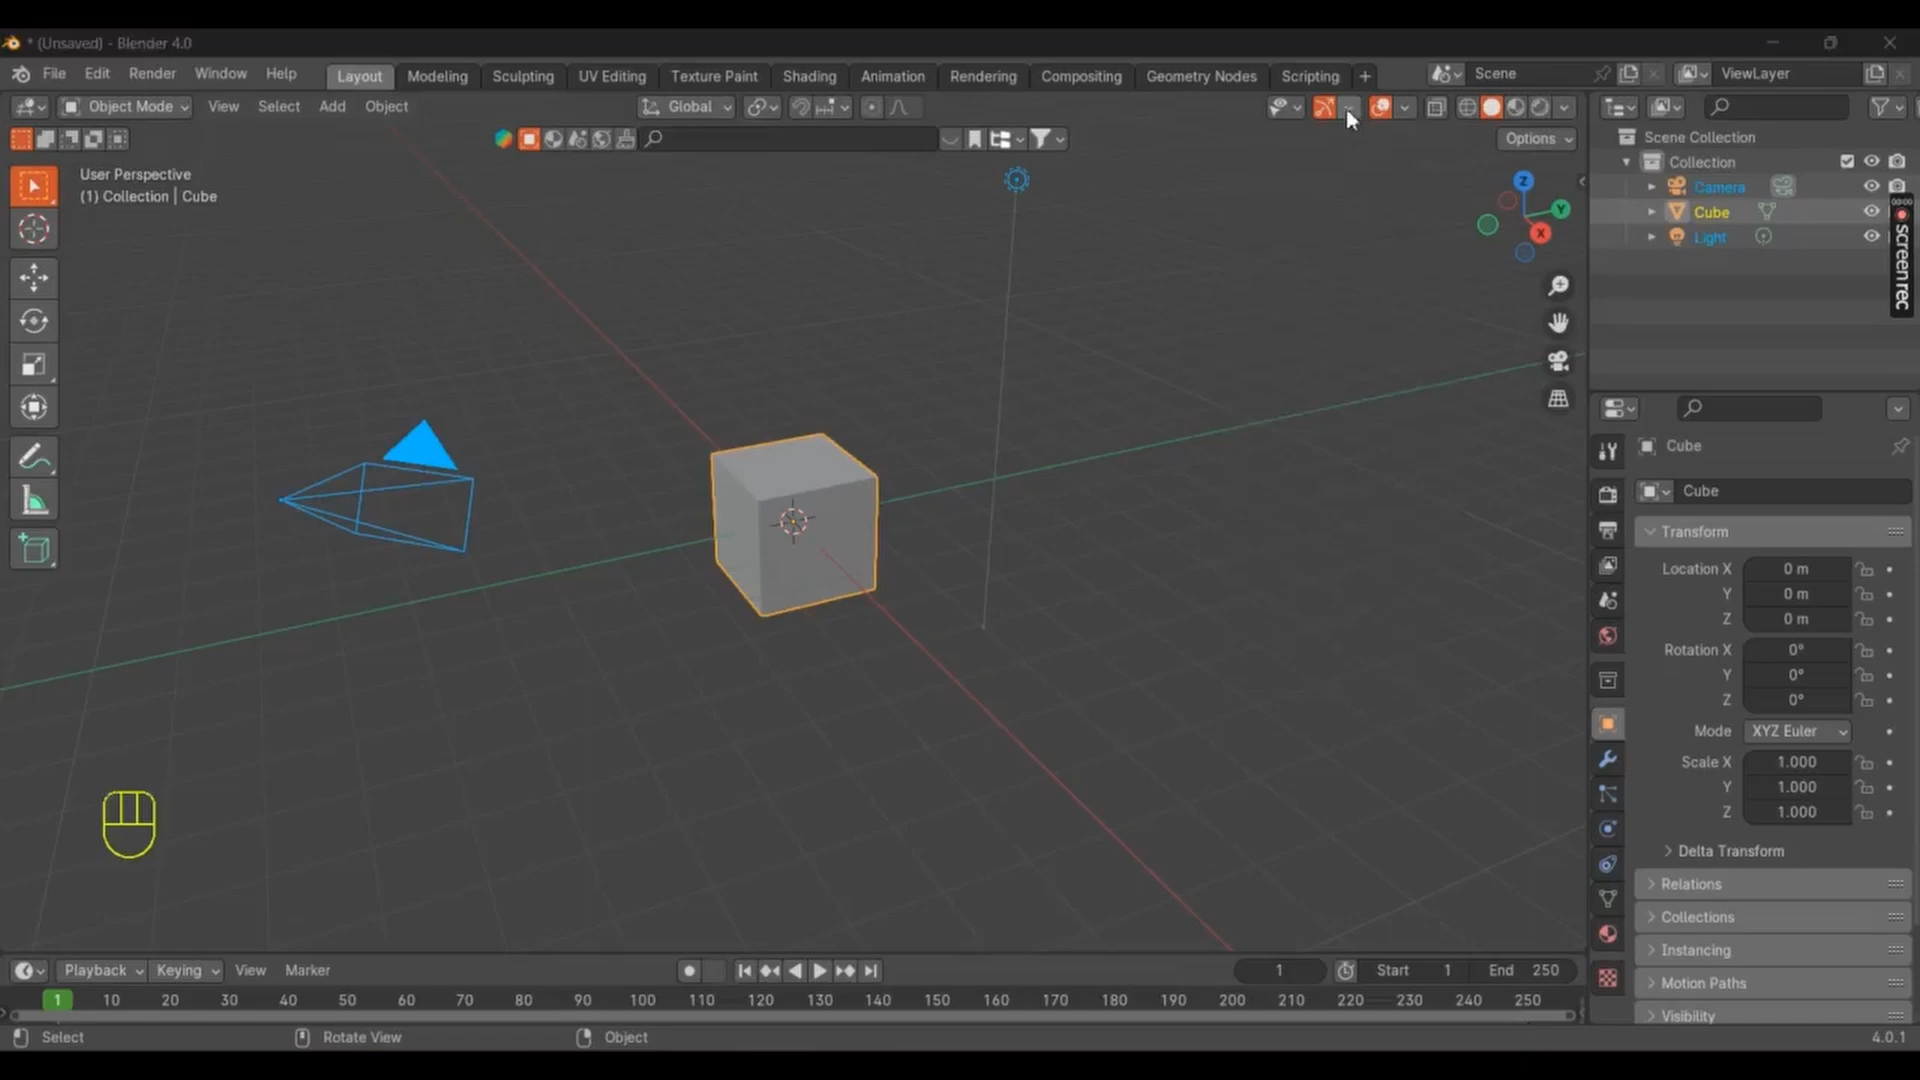 * (Unsaved) - Blender 4.0
File Edit Render Window Help Layout Modeling Sculpting UV Editing Texture Paint Shading Animation Rendering Compositing Geometry Nodes Scripting + Scene ViewLayer
Object Mode View Select Add Object Global
Options
User Perspective
(1) Collection | Cube
Z
Y
X
Scene Collection
Collection
Camera
Cube
Light
00:00
screenrec
Cube
Cube
Transform
Location X 0 m
Y 0 m
Z 0 m
Rotation X 0°
Y 0°
Z 0°
Mode XYZ Euler
Scale X 1.000
Y 1.000
Z 1.000
Delta Transform
Relations
Collections
Instancing
Motion Paths
Visibility
Playback Keying View Marker 1 Start 1 End 250
1 10 20 30 40 50 60 70 80 90 100 110 120 130 140 150 160 170 180 190 200 210 220 230 240 250
Select Rotate View Object 4.0.1